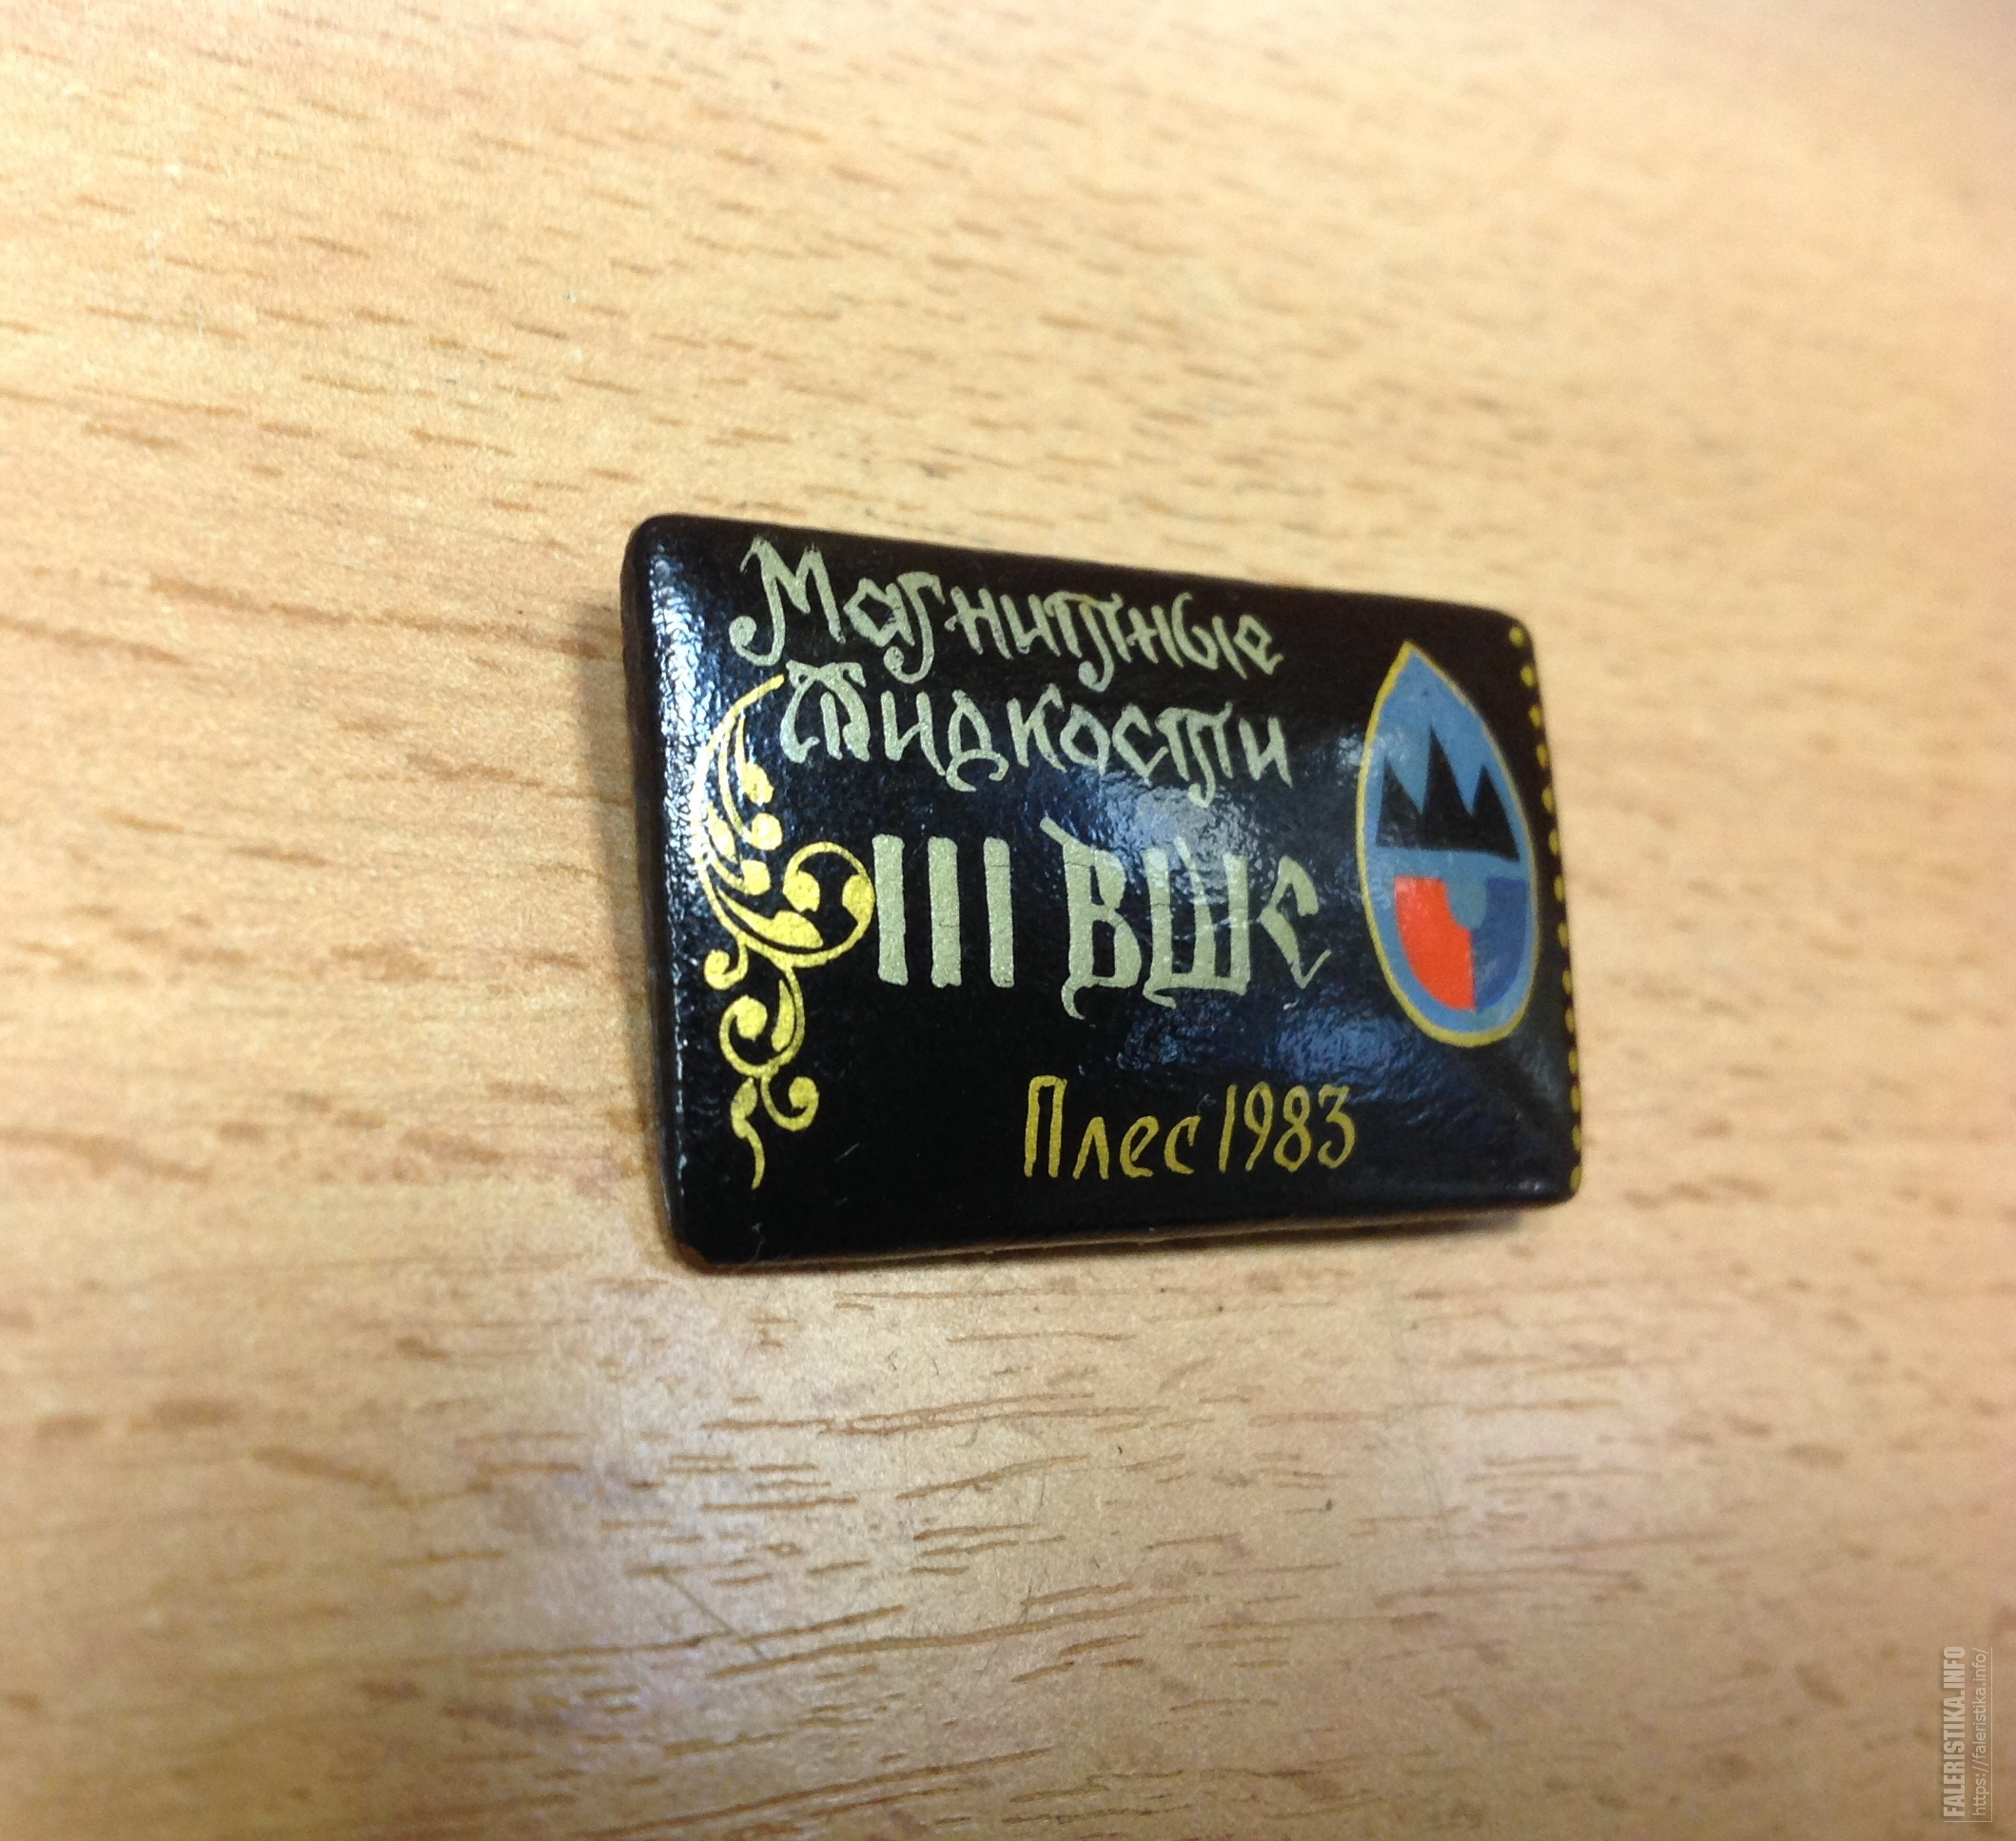 Магнитные
Жидкости
III ВШС
Плес 1983
FALERISTIKA.INFO
https://faleristika.info/